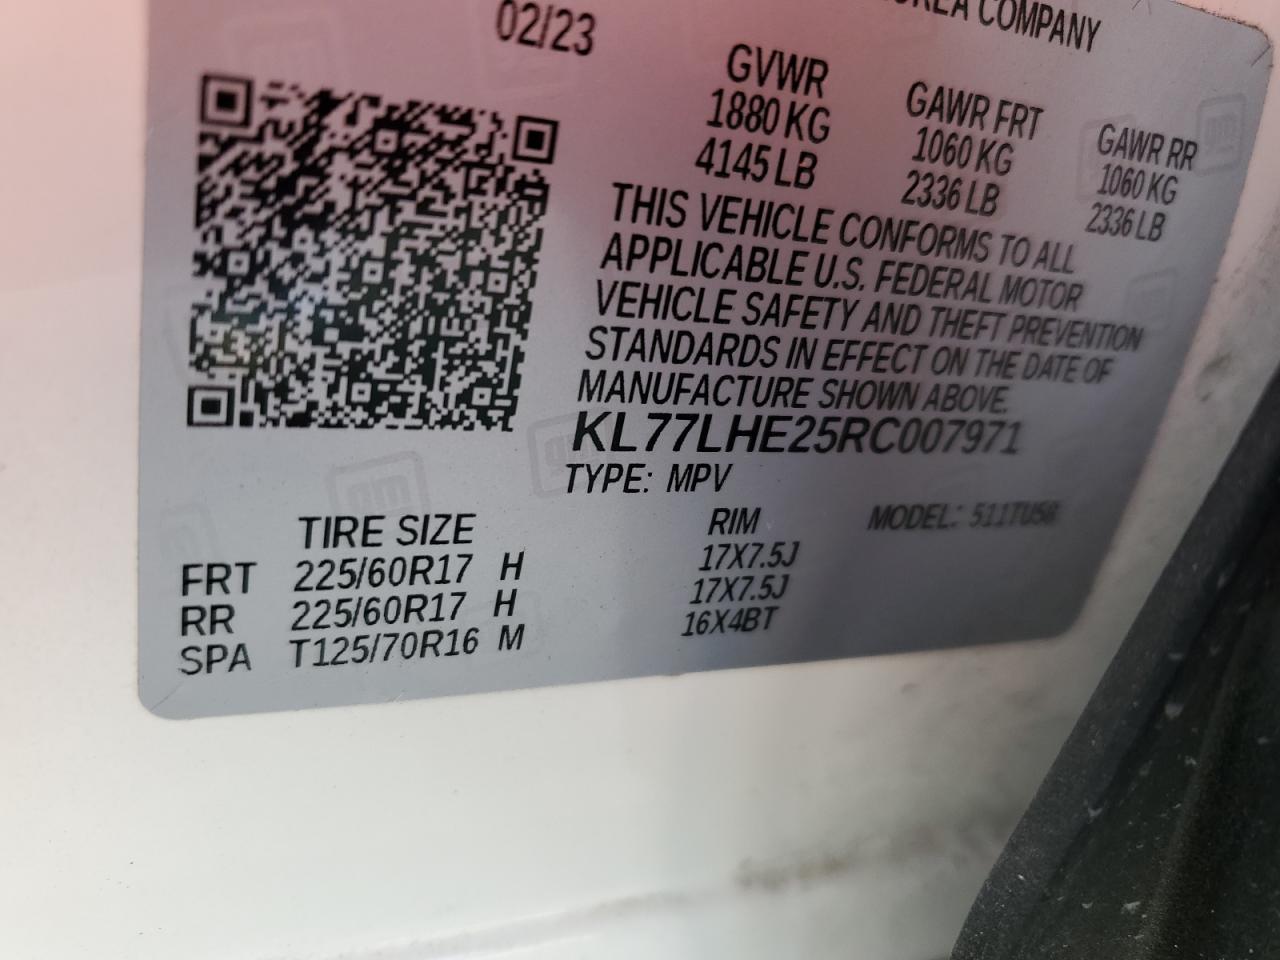 COMPANY
02/23
GVWR GAWR FRT GAWR RR
1880 KG 1060 KG 1060 KG
4145 LB 2336 LB 2336 LB
THIS VEHICLE CONFORMS TO ALL
APPLICABLE U.S. FEDERAL MOTOR
VEHICLE SAFETY AND THEFT PREVENTION
STANDARDS IN EFFECT ON THE DATE OF
MANUFACTURE SHOWN ABOVE.
KL77LHE25RC007971
TYPE: MPV
TIRE SIZE RIM MODEL:
FRT 225/60R17 H 17X7.5J
RR 225/60R17 H 17X7.5J
SPA T125/70R16 M 16X4BT